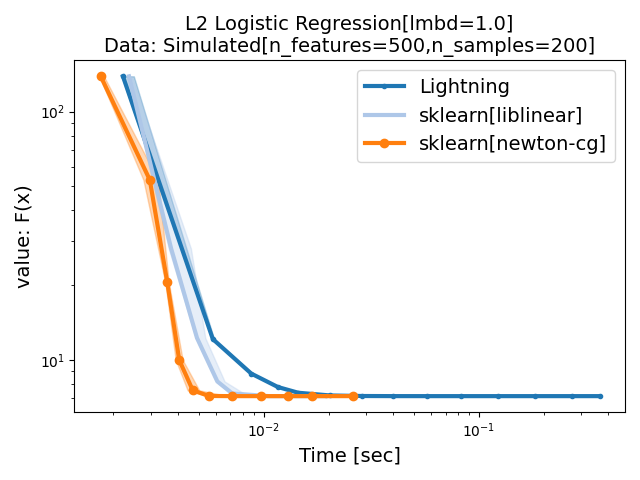 L2 Logistic Regression[lmbd=1.0]
Data: Simulated[n_features=500,n_samples=200]
Lightning
sklearn[liblinear]
sklearn[newton-cg]
value: F(x)
10²
10¹
10⁻²
10⁻¹
Time [sec]